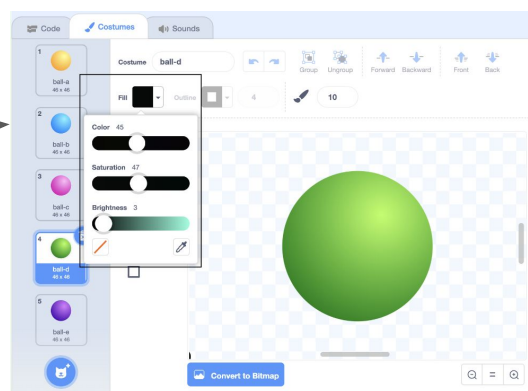 Code
Costumes
Sounds
1
ball-a
46 x 46
2
ball-b
46 x 46
3
ball-c
46 x 46
4
ball-d
46 x 46
5
ball-e
46 x 46
Costume ball-d
Group Ungroup Forward Backward Front Back
Fill Outline 4 10
Color 45
Saturation 47
Brightness 3
Convert to Bitmap